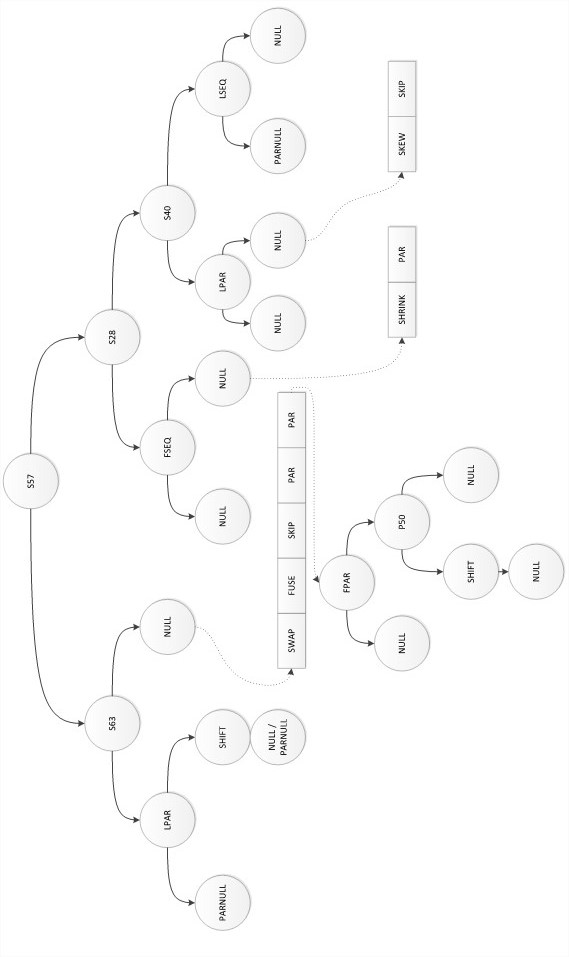 S57
S63
S28
LPAR
NULL
FSEQ
S40
PARNULL
SHIFT
NULL
NULL
LPAR
LSEQ
NULL /
PARNULL
SWAP FUSE SKIP PAR PAR
NULL
NULL
PARNULL
NULL
FPAR
NULL
P50
SHRINK PAR
SKEW SKIP
SHIFT
NULL
NULL